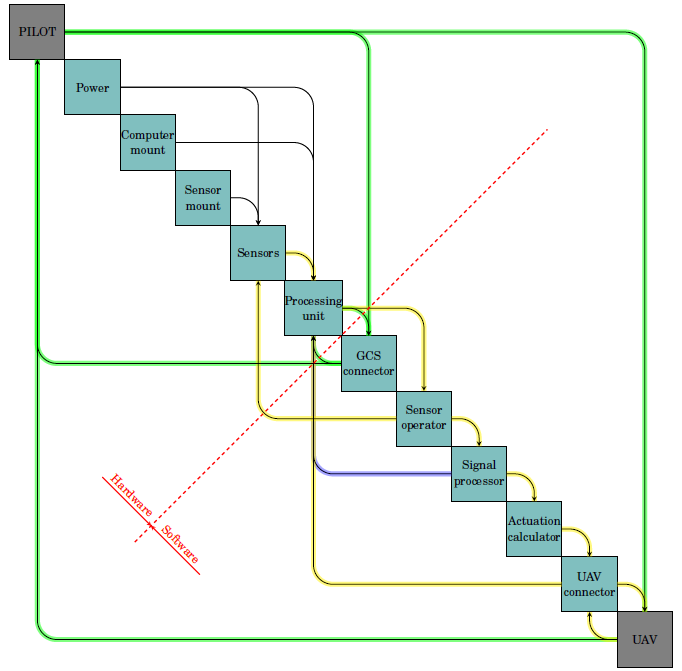 PILOT
Power
Computer
mount
Sensor
mount
Sensors
Processing
unit
GCS
connector
Sensor
operator
Signal
processor
Hardware
Software
Actuation
calculator
UAV
connector
UAV